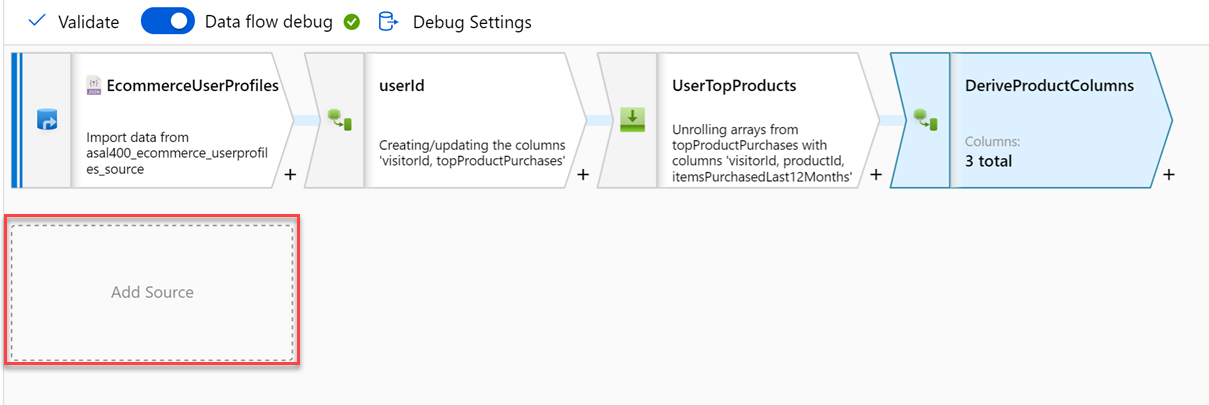 Validate Data flow debug Debug Settings
EcommerceUserProfiles
Import data from
asal400_ecommerce_userprofil
es_source
+
userId
Creating/updating the columns
'visitorId, topProductPurchases'
+
UserTopProducts
Unrolling arrays from
topProductPurchases with
columns 'visitorId, productId,
itemsPurchasedLast12Months'
+
DeriveProductColumns
Columns:
3 total
+
Add Source